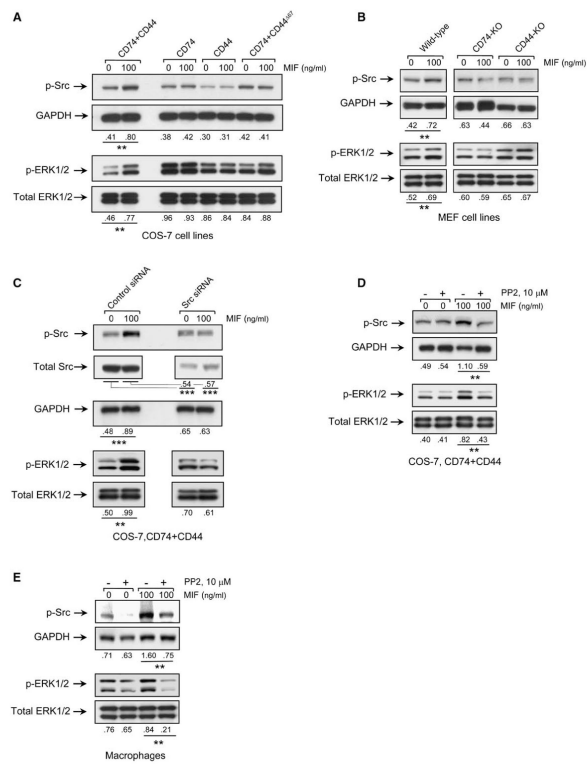 A
CD74+CD44
CD74
CD44
CD74+CD44Δ67
0 100 0 100 0 100 0 100 MIF (ng/ml)
p-Src
GAPDH
.41 .80 .38 .42 .30 .31 .42 .41
**
p-ERK1/2
Total ERK1/2
.46 .77 .96 .93 .86 .84 .84 .88
**
COS-7 cell lines
B
Wild-type
CD74-KO
CD44-KO
0 100 0 100 0 100 MIF (ng/ml)
p-Src
GAPDH
.42 .72 .63 .44 .66 .63
**
p-ERK1/2
Total ERK1/2
.52 .69 .60 .59 .65 .67
**
MEF cell lines
C
Control siRNA
Src siRNA
0 100 0 100 MIF (ng/ml)
p-Src
Total Src
.54 .57
*** ***
GAPDH
.48 .89 .65 .63
***
p-ERK1/2
Total ERK1/2
.50 .99 .70 .61
**
COS-7,CD74+CD44
D
- + - + PP2, 10 μM
0 0 100 100 MIF (ng/ml)
p-Src
GAPDH
.49 .54 1.10 .59
**
p-ERK1/2
Total ERK1/2
.40 .41 .82 .43
**
COS-7, CD74+CD44
E
- + - + PP2, 10 μM
0 0 100 100 MIF (ng/ml)
p-Src
GAPDH
.71 .63 1.60 .75
**
p-ERK1/2
Total ERK1/2
.76 .65 .84 .21
**
Macrophages